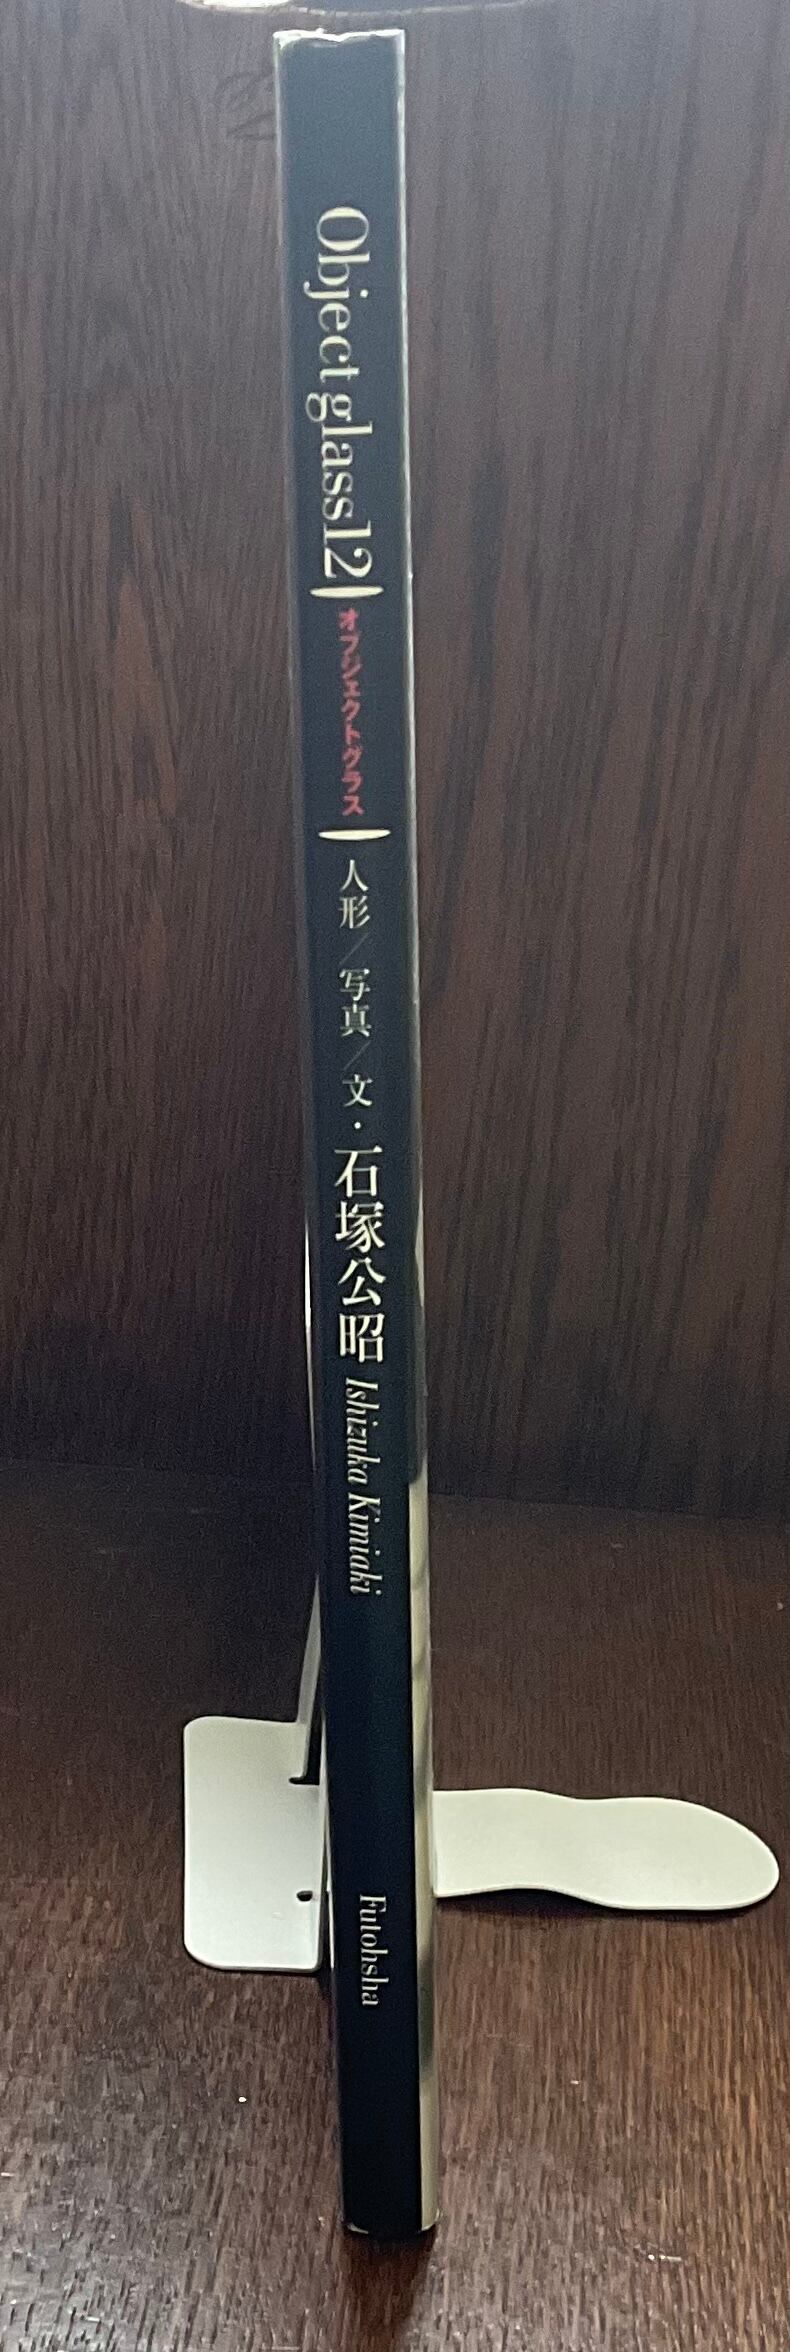 Object glass12
オブジェクトグラス
人形／写真／文・石塚公昭 Ishizuka Kimiaki
Futohsha